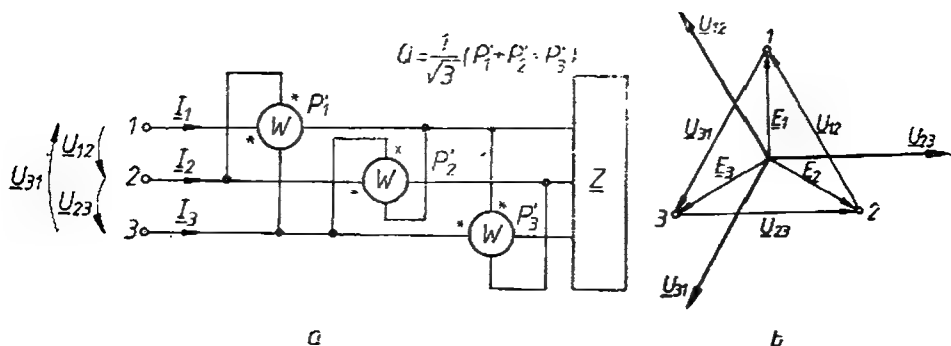 Q = 1/√3 (P'1 + P'2 + P'3)
* P'1
1 I1 * W
U12
2 I2 * W P'2
U31
U23
3 I3 * W * P'3
Z
a
U12
1
U31 E1 U12
U23
E3 E2
3 2
U23
U31
b